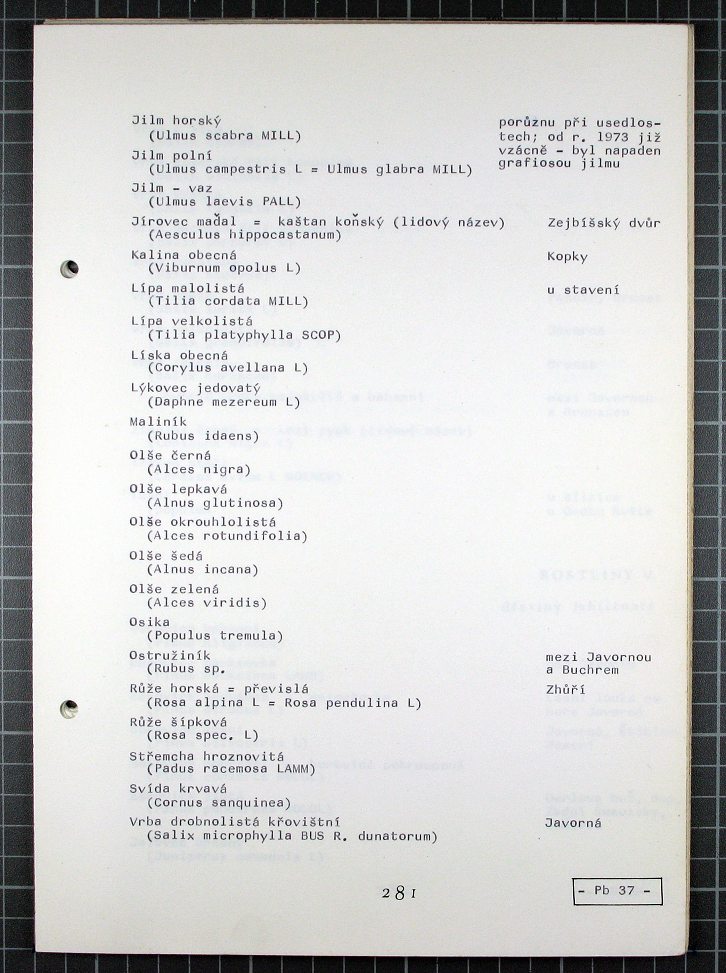 Jilm horský
(Ulmus scabra MILL)
porůznu při usedlos-
tech; od r. 1973 již
vzácně - byl napaden
grafiosou jilmu
Jilm polní
(Ulmus campestris L = Ulmus glabra MILL)
Jilm - vaz
(Ulmus laevis PALL)
Jírovec maďal = kaštan koňský (lidový název) Zejbíšský dvůr
(Aesculus hippocastanum)
Kalina obecná Kopky
(Viburnum opolus L)
Lípa malolistá u stavení
(Tilia cordata MILL)
Lípa velkolistá
(Tilia platyphylla SCOP)
Líska obecná
(Corylus avellana L)
Lýkovec jedovatý
(Daphne mezereum L)
Maliník
(Rubus idaens)
Olše černá
(Alces nigra)
Olše lepkavá
(Alnus glutinosa)
Olše okrouhlolistá
(Alces rotundifolia)
Olše šedá
(Alnus incana)
Olše zelená
(Alces viridis)
Osika
(Populus tremula)
Ostružiník mezi Javornou
(Rubus sp. a Buchrem
Růže horská = převislá Zhůří
(Rosa alpina L = Rosa pendulina L)
Růže šípková
(Rosa spec. L)
Střemcha hroznovitá
(Padus racemosa LAMM)
Svída krvavá
(Cornus sanquinea)
Vrba drobnolistá křovištní Javorná
(Salix microphylla BUS R. dunatorum)
281
- Pb 37 -